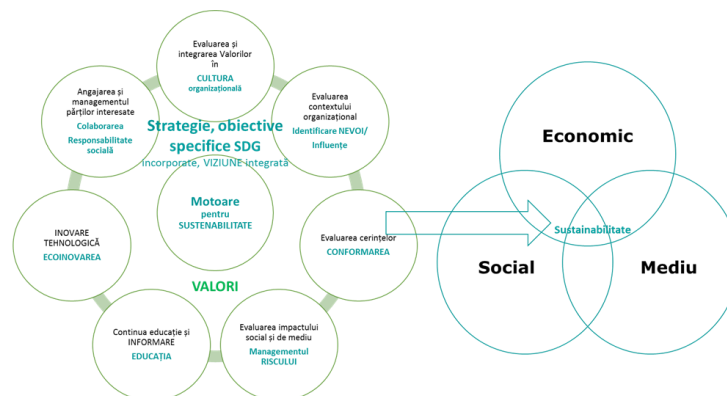 Evaluarea și
integrarea Valorilor
în
CULTURA
organizațională
Evaluarea
contextului
organizațional
Identificare NEVOI/
Influențe
Evaluarea cerințelor
CONFORMAREA
Evaluarea impactului
social și de mediu
Managementul
RISCULUI
Continua educație și
INFORMARE
EDUCAȚIA
INOVARE
TEHNOLOGICĂ
ECOINOVAREA
Angajarea și
managementul
părților interesate
Colaborarea
Responsabilitate
socială
Strategie, obiective
specifice SDG
incorporate, VIZIUNE integrată
Motoare
pentru
SUSTENABILITATE
VALORI
Economic
Sustainabilitate
Social
Mediu